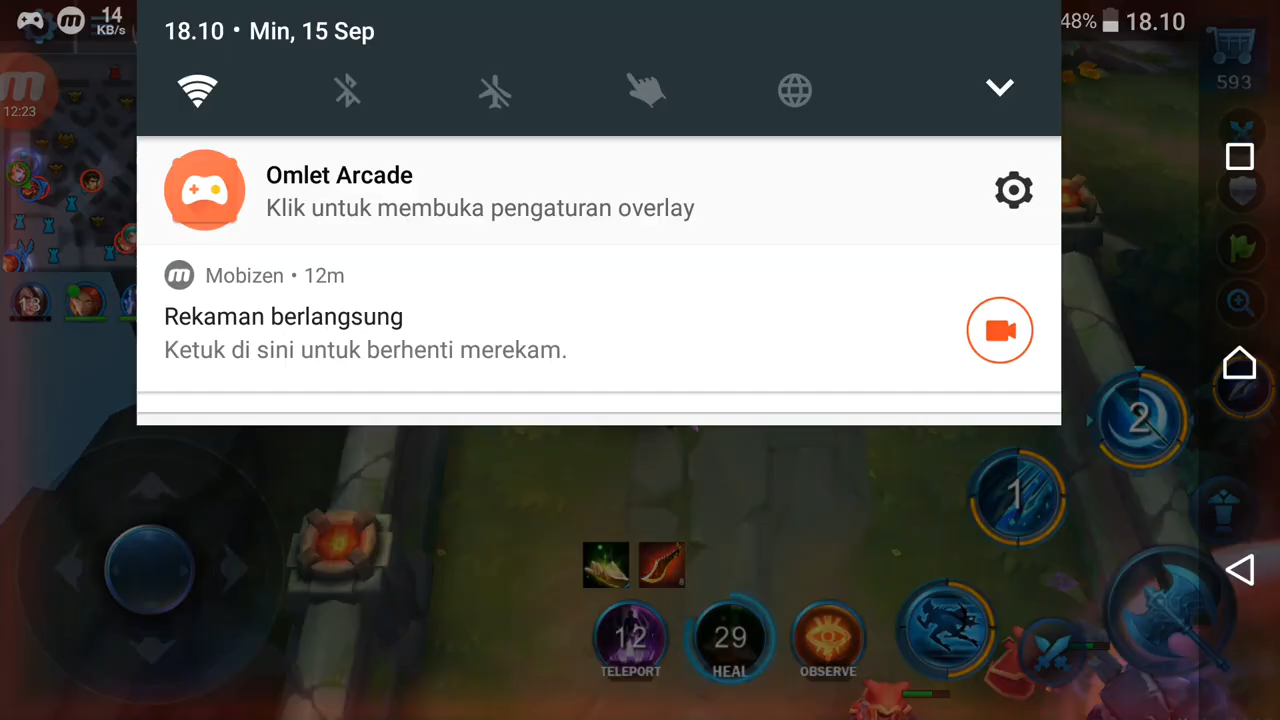 14
KB/s
48%
18.10
18.10 • Min, 15 Sep
593
12:23
Omlet Arcade
Klik untuk membuka pengaturan overlay
Mobizen • 12m
Rekaman berlangsung
Ketuk di sini untuk berhenti merekam.
13
2
1
12
29
TELEPORT
HEAL
OBSERVE